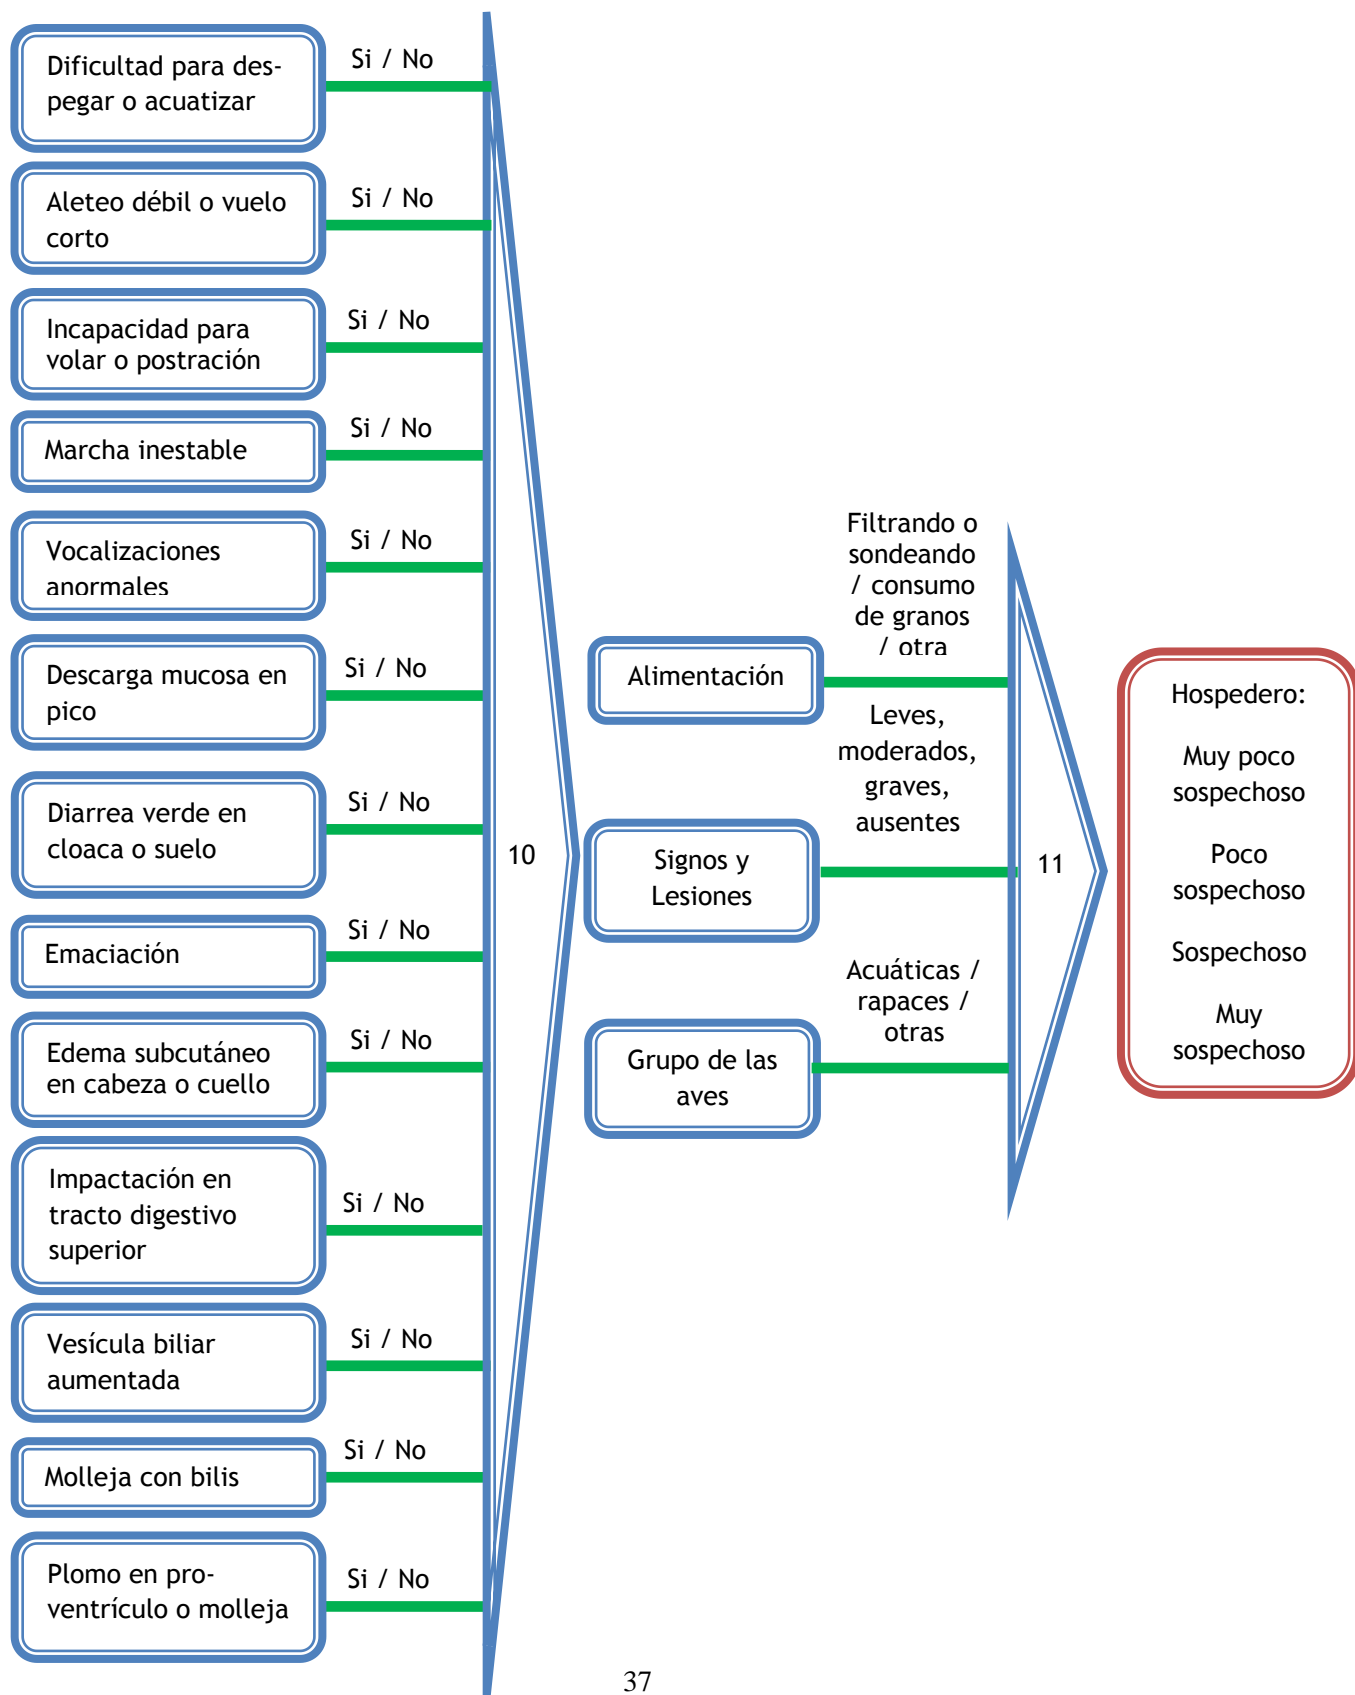 Dificultad para des-
pegar o acuatizar
Si / No
Aleteo débil o vuelo
corto
Si / No
Incapacidad para
volar o postración
Si / No
Marcha inestable
Si / No
Vocalizaciones
anormales
Si / No
Descarga mucosa en
pico
Si / No
Diarrea verde en
cloaca o suelo
Si / No
Emaciación
Si / No
Edema subcutáneo
en cabeza o cuello
Si / No
Impactación en
tracto digestivo
superior
Si / No
Vesícula biliar
aumentada
Si / No
Molleja con bilis
Si / No
Plomo en pro-
ventrículo o molleja
Si / No
10
Alimentación
Filtrando o
sondeando
/ consumo
de granos
/ otra
Signos y
Lesiones
Leves,
moderados,
graves,
ausentes
Grupo de las
aves
Acuáticas /
rapaces /
otras
11
Hospedero:
Muy poco
sospechoso
Poco
sospechoso
Sospechoso
Muy
sospechoso
37